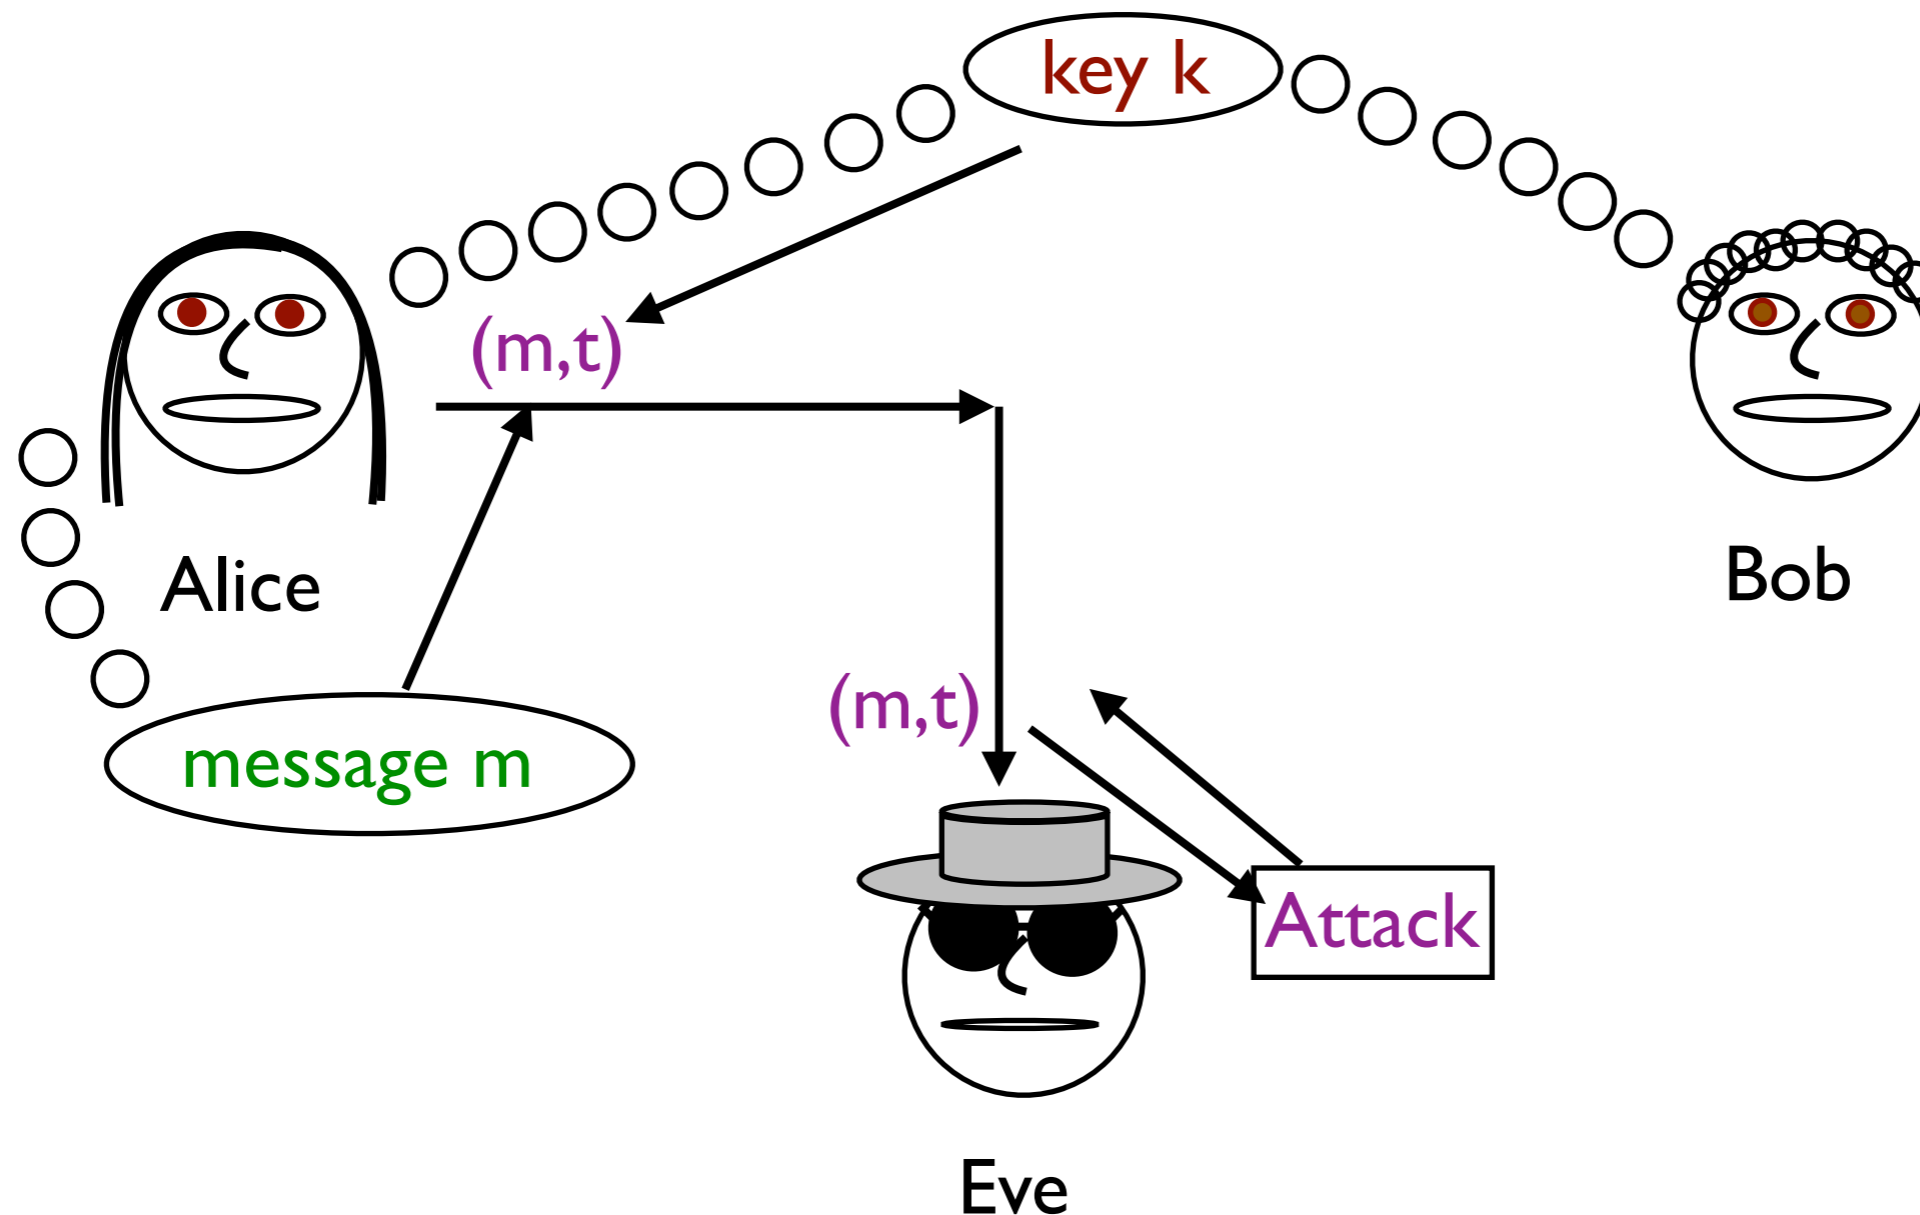 key k
(m,t)
Alice
Bob
(m,t)
message m
Attack
Eve